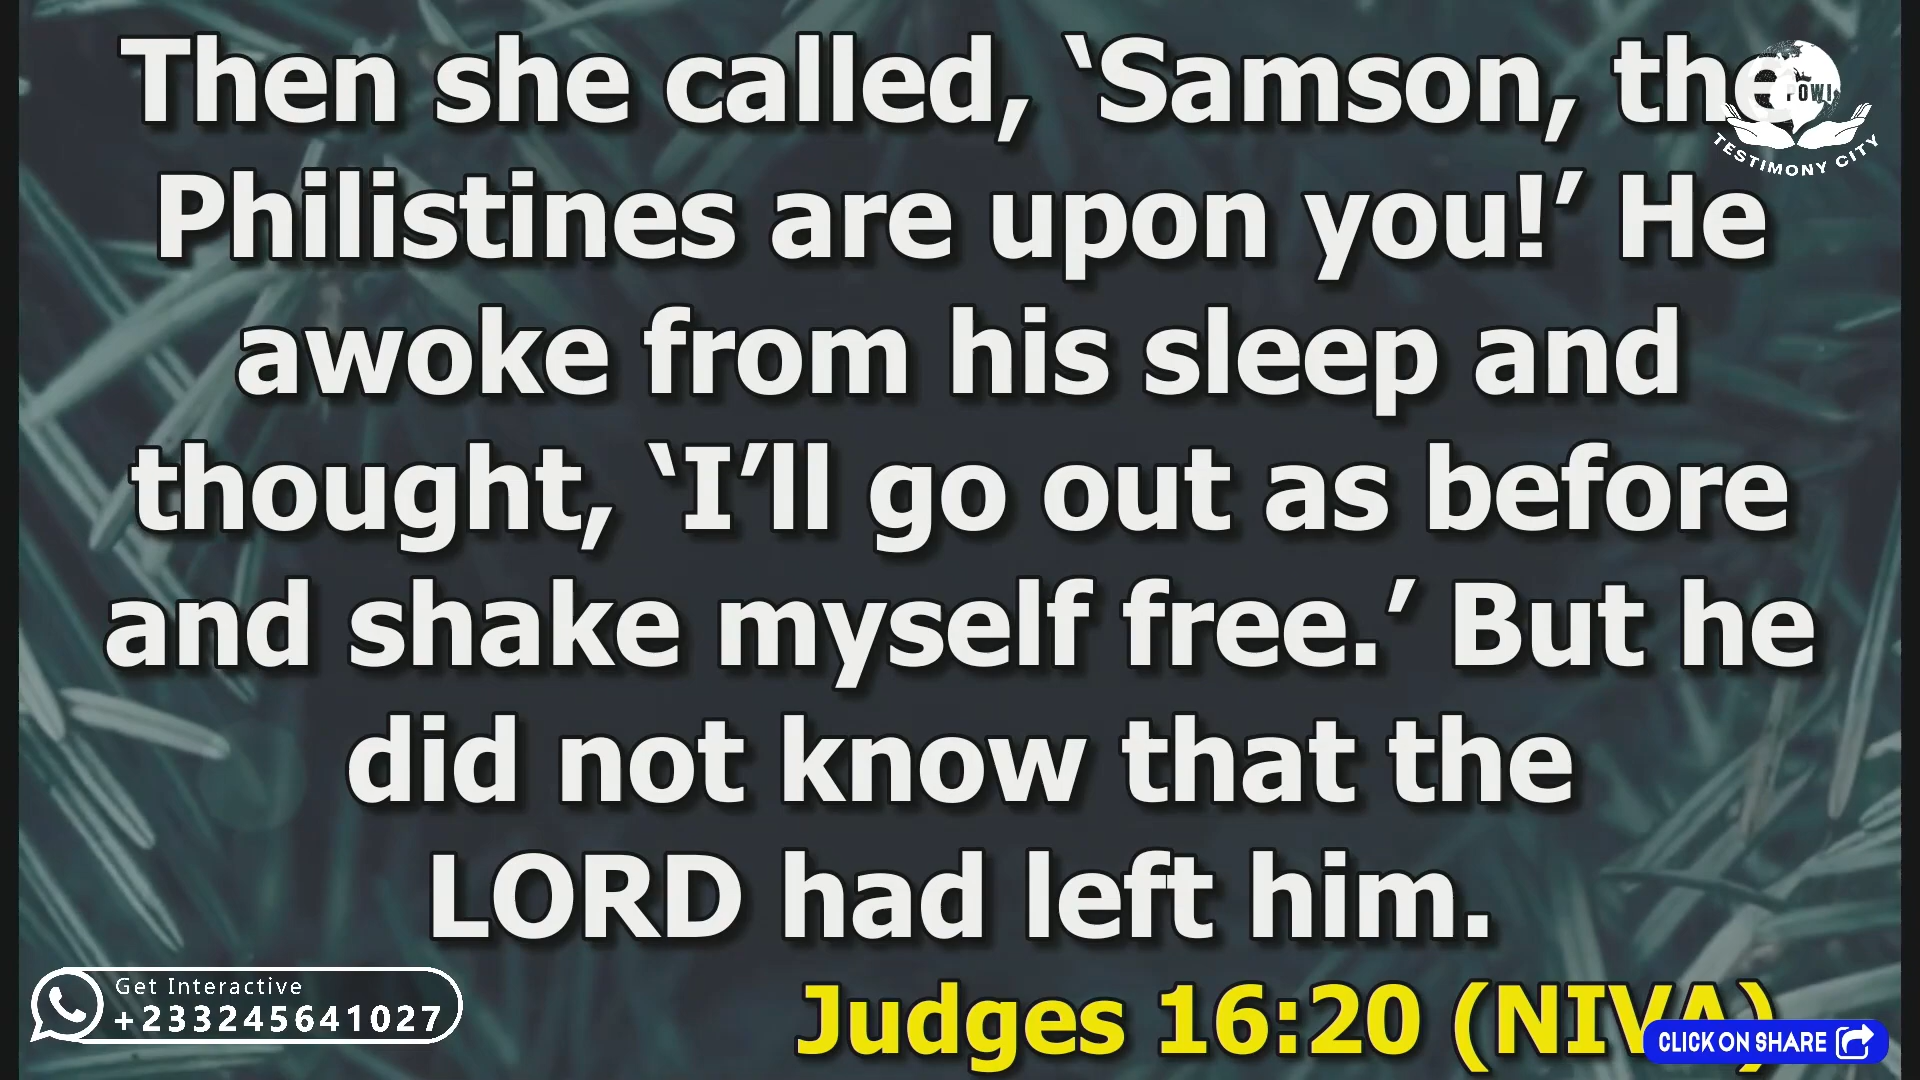 Then she called, ‘Samson, the
Philistines are upon you!’ He
awoke from his sleep and
thought, ‘I’ll go out as before
and shake myself free.’ But he
did not know that the
LORD had left him.
Judges 16:20 (NIVA)
POWI
TESTIMONY CITY
Get Interactive
+233245641027
CLICK ON SHARE